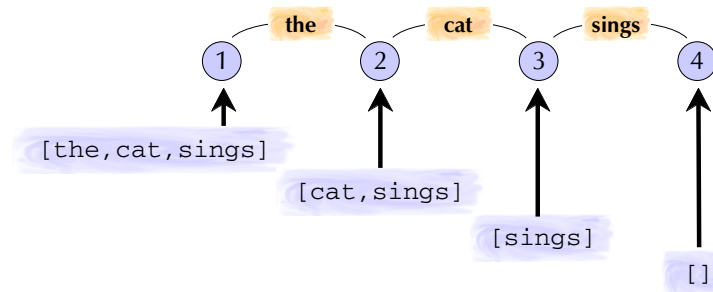 the cat sings
1 2 3 4
[the,cat,sings]
[cat,sings]
[sings]
[]